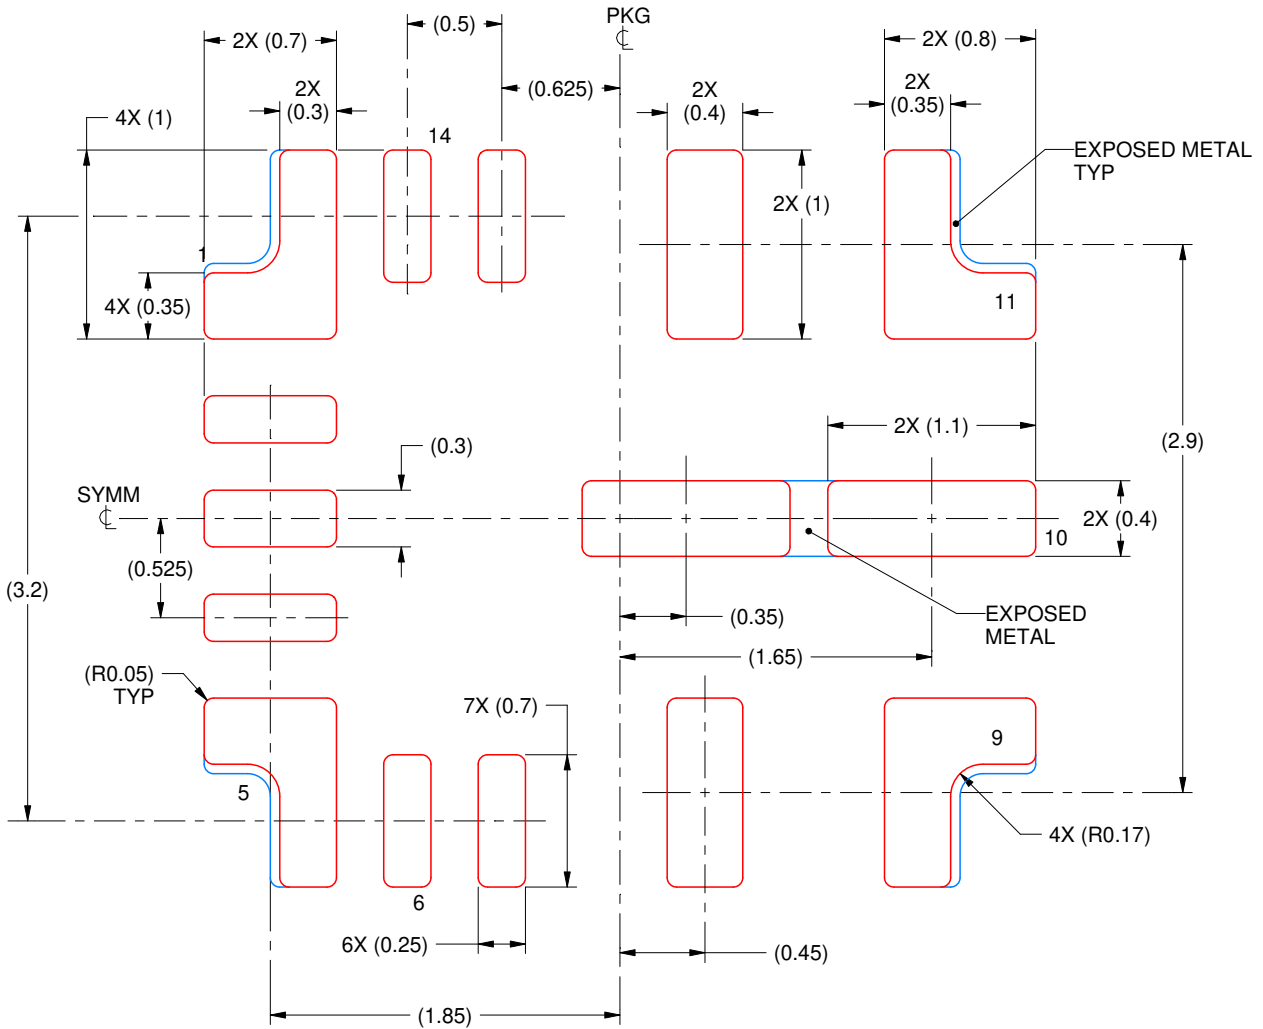 PKG
℄
(0.5)
2X (0.7)
2X (0.8)
(0.625)
2X
(0.3)
2X
(0.4)
2X
(0.35)
4X (1)
14
EXPOSED METAL
TYP
2X (1)
1
4X (0.35)
11
(0.3)
2X (1.1)
(2.9)
SYMM
℄
2X (0.4)
10
(0.525)
(3.2)
(0.35)
EXPOSED
METAL
(1.65)
(R0.05)
TYP
7X (0.7)
9
5
4X (R0.17)
6
6X (0.25)
(0.45)
(1.85)